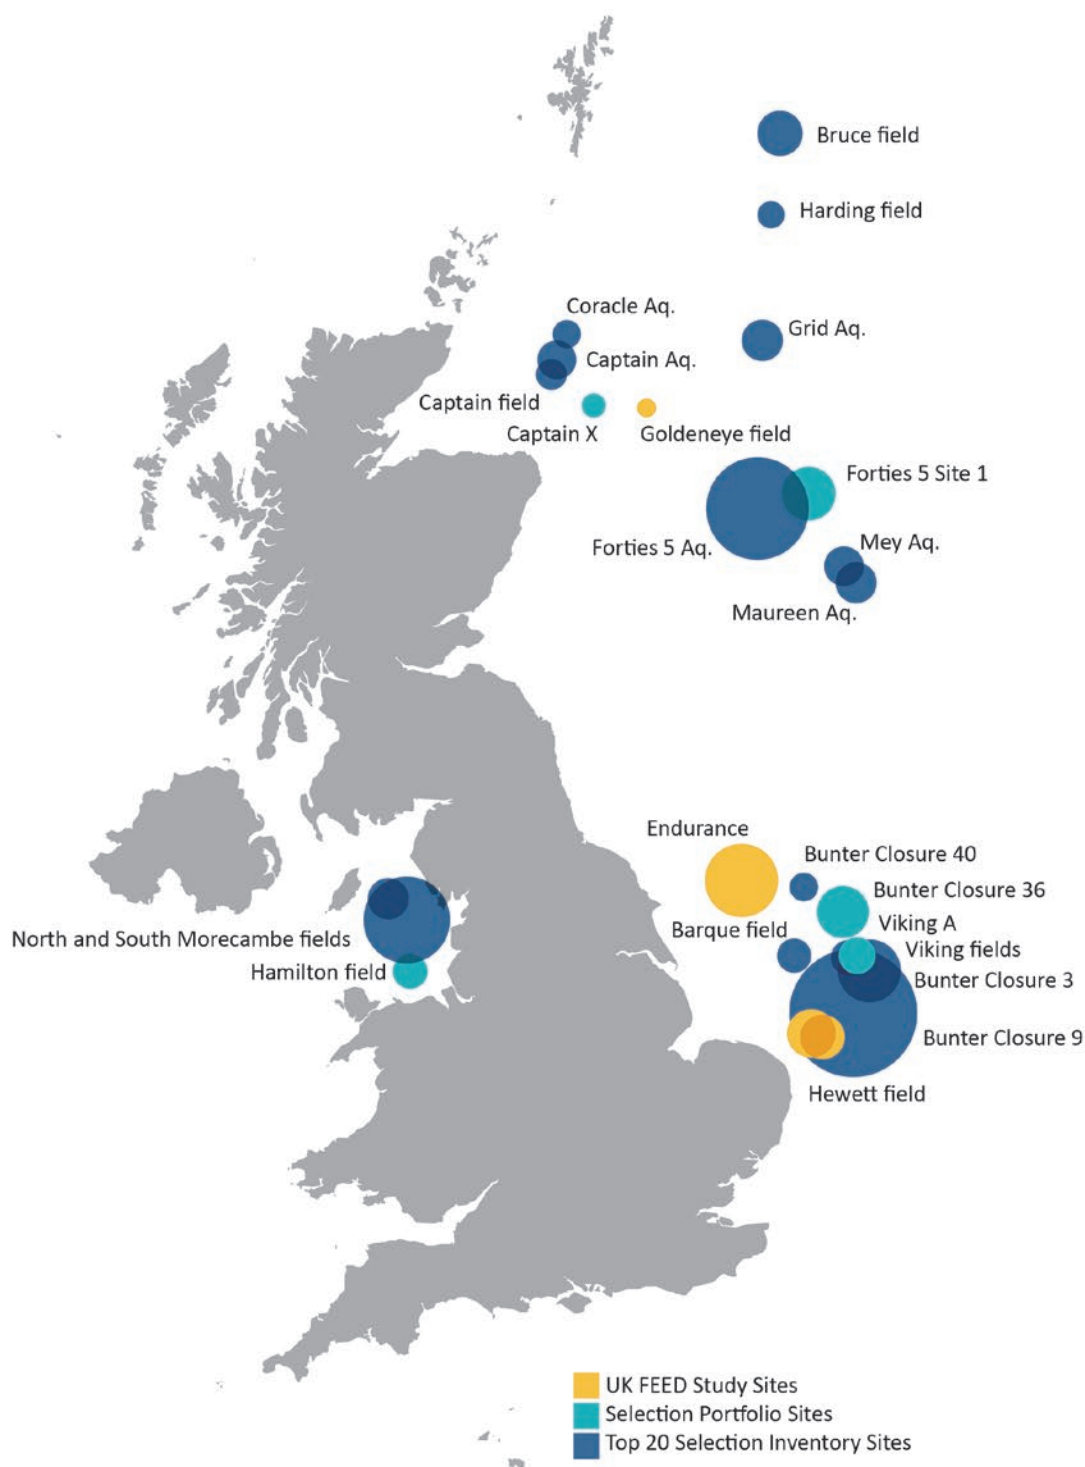 Bruce field
Harding field
Coracle Aq.
Grid Aq.
Captain Aq.
Captain field
Captain X
Goldeneye field
Forties 5 Site 1
Forties 5 Aq.
Mey Aq.
Maureen Aq.
Endurance
Bunter Closure 40
Bunter Closure 36
Viking A
Barque field
Viking fields
North and South Morecambe fields
Hamilton field
Bunter Closure 3
Bunter Closure 9
Hewett field
UK FEED Study Sites
Selection Portfolio Sites
Top 20 Selection Inventory Sites